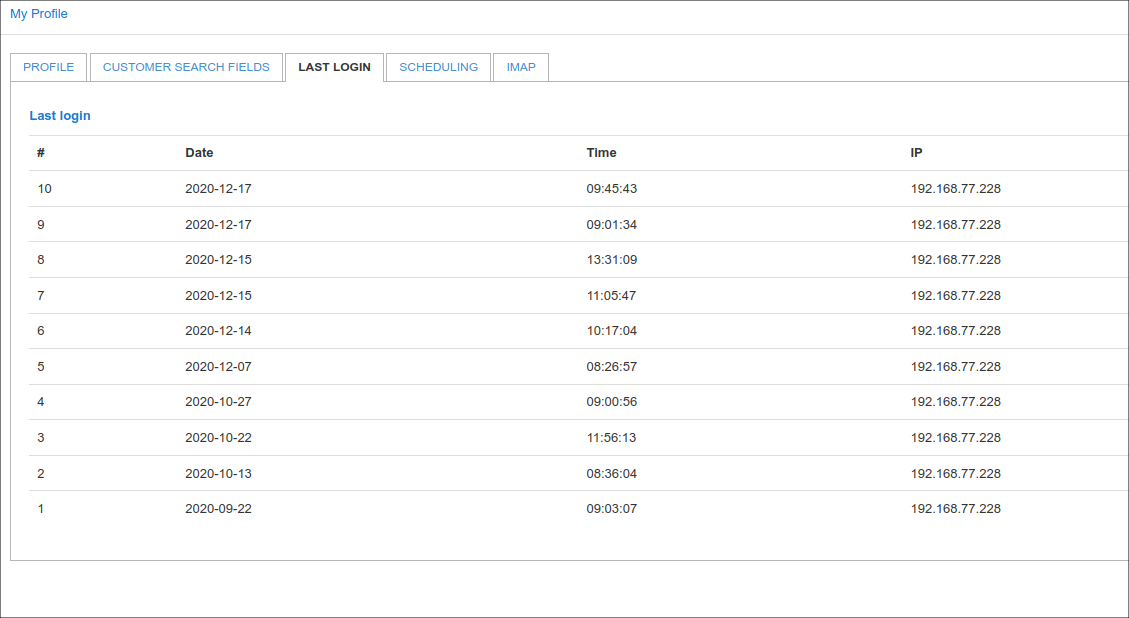 My Profile
PROFILE CUSTOMER SEARCH FIELDS LAST LOGIN SCHEDULING IMAP
Last login
# Date Time IP
10 2020-12-17 09:45:43 192.168.77.228
9 2020-12-17 09:01:34 192.168.77.228
8 2020-12-15 13:31:09 192.168.77.228
7 2020-12-15 11:05:47 192.168.77.228
6 2020-12-14 10:17:04 192.168.77.228
5 2020-12-07 08:26:57 192.168.77.228
4 2020-10-27 09:00:56 192.168.77.228
3 2020-10-22 11:56:13 192.168.77.228
2 2020-10-13 08:36:04 192.168.77.228
1 2020-09-22 09:03:07 192.168.77.228